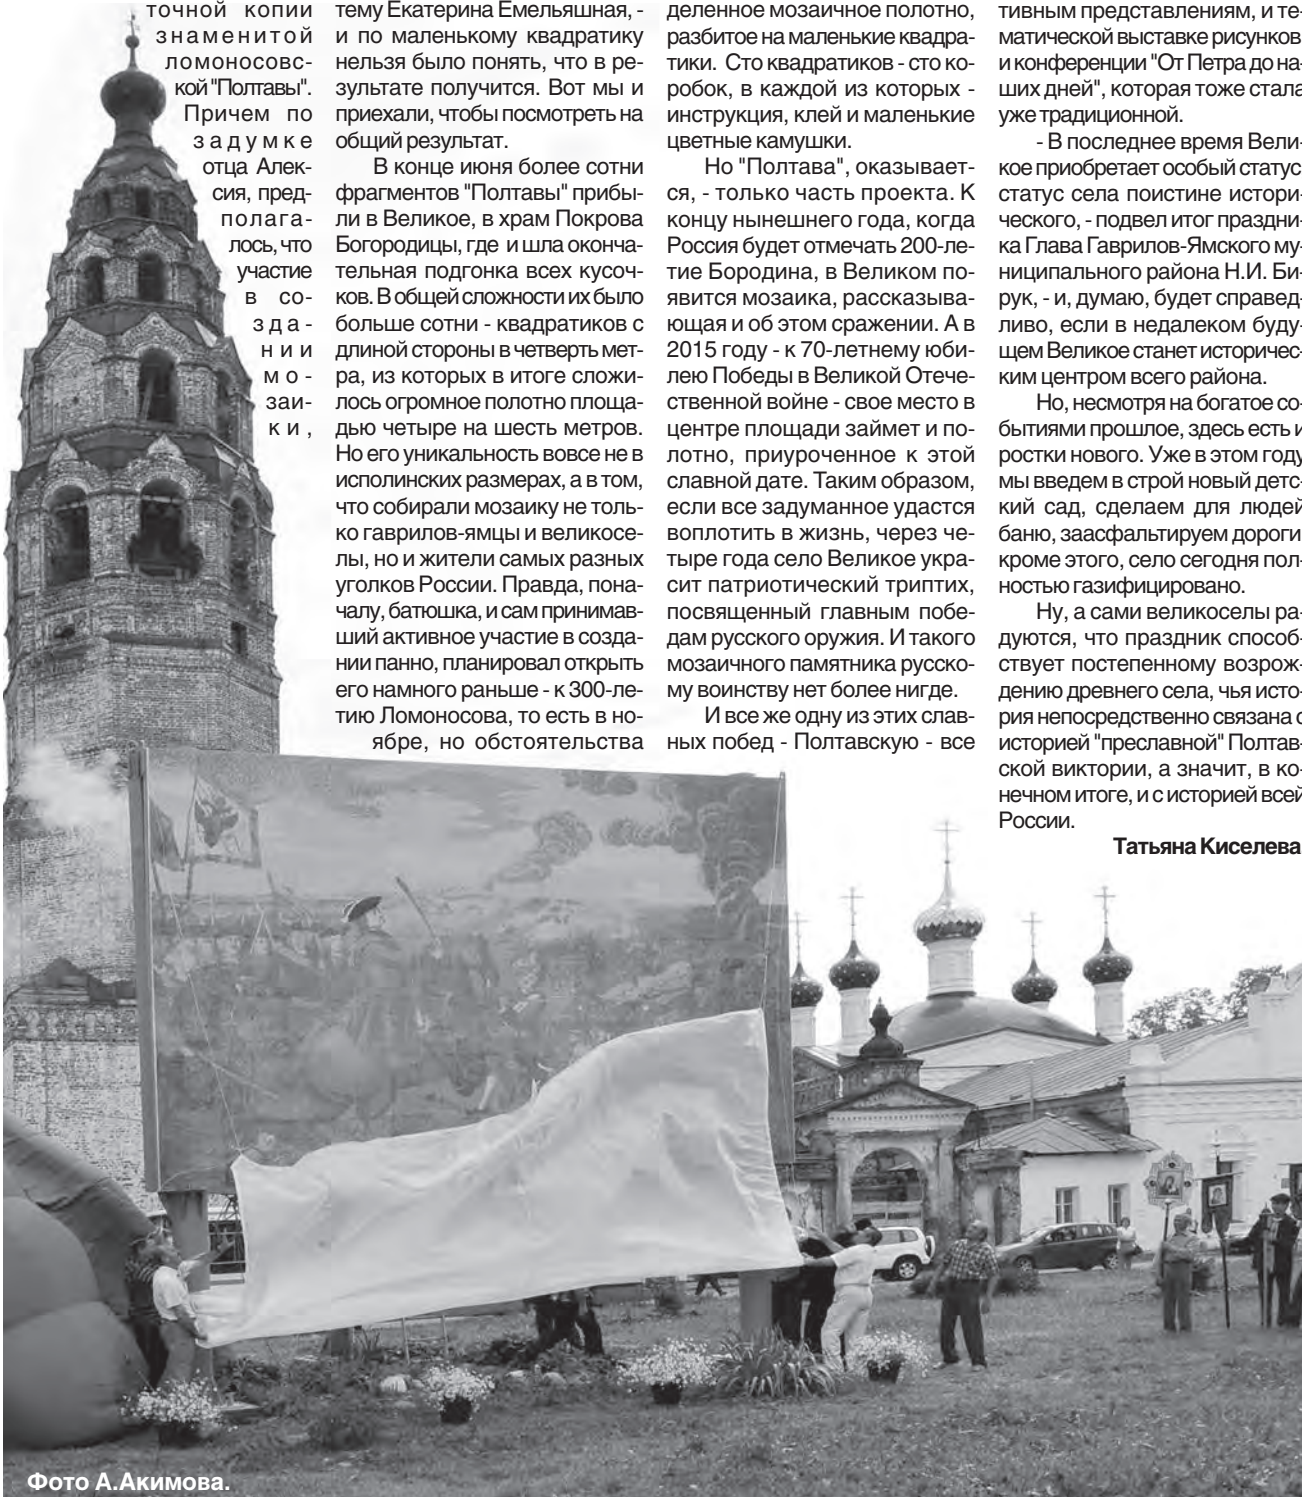 точной копии
знаменитой
ломоносовс-
кой "Полтавы".
Причем по
задумке
отца Алек-
сия, пред-
полага-
лось, что
участие
в со-
зда-
нии
мо-
заи-
ки,
тему Екатерина Емельяшная, -
и по маленькому квадратику
нельзя было понять, что в ре-
зультате получится. Вот мы и
приехали, чтобы посмотреть на
общий результат.
В конце июня более сотни
фрагментов "Полтавы" прибы-
ли в Великое, в храм Покрова
Богородицы, где и шла оконча-
тельная подгонка всех кусоч-
ков. В общей сложности их было
больше сотни - квадратиков с
длиной стороны в четверть мет-
ра, из которых в итоге сложи-
лось огромное полотно площа-
дью четыре на шесть метров.
Но его уникальность вовсе не в
исполинских размерах, а в том,
что собирали мозаику не толь-
ко гаврилов-ямцы и великосе-
лы, но и жители самых разных
уголков России. Правда, пона-
чалу, батюшка, и сам принимав-
ший активное участие в созда-
нии панно, планировал открыть
его намного раньше - к 300-ле-
тию Ломоносова, то есть в но-
ябре, но обстоятельства
деленное мозаичное полотно,
разбитое на маленькие квадра-
тики. Сто квадратиков - сто ко-
робок, в каждой из которых -
инструкция, клей и маленькие
цветные камушки.
Но "Полтава", оказывает-
ся, - только часть проекта. К
концу нынешнего года, когда
Россия будет отмечать 200-ле-
тие Бородина, в Великом по-
явится мозаика, рассказыва-
ющая и об этом сражении. А в
2015 году - к 70-летнему юби-
лею Победы в Великой Отече-
ственной войне - свое место в
центре площади займет и по-
лотно, приуроченное к этой
славной дате. Таким образом,
если все задуманное удастся
воплотить в жизнь, через че-
тыре года село Великое укра-
сит патриотический триптих,
посвященный главным побе-
дам русского оружия. И такого
мозаичного памятника русско-
му воинству нет более нигде.
И все же одну из этих слав-
ных побед - Полтавскую - все
тивным представлениям, и те-
матической выставке рисунков
и конференции "От Петра до на-
ших дней", которая тоже стала
уже традиционной.
- В последнее время Вели-
кое приобретает особый статус
статус села поистине истори-
ческого, - подвел итог праздни-
ка Глава Гаврилов-Ямского му-
ниципального района Н.И. Би-
рук, - и, думаю, будет справед-
ливо, если в недалеком буду-
щем Великое станет историчес-
ким центром всего района.
Но, несмотря на богатое со-
бытиями прошлое, здесь есть и
ростки нового. Уже в этом году
мы введем в строй новый детс-
кий сад, сделаем для людей
баню, заасфальтируем дороги
кроме этого, село сегодня пол-
ностью газифицировано.
Ну, а сами великоселы ра-
дуются, что праздник способ-
ствует постепенному возрож-
дению древнего села, чья исто-
рия непосредственно связана с
историей "преславной" Полтав-
ской виктории, а значит, в ко-
нечном итоге, и с историей всей
России.
Татьяна Киселева
Фото А.Акимова.